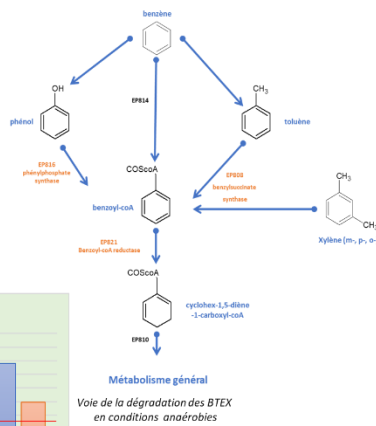 benzène
OH
phénol
EP814
CH₃
toluène
EP816
phénylphosphate
synthase
COScoA
benzoyl-coA
EP808
benzylsuccinate
synthase
CH₃
CH₃
Xylène (m-, p-, o-
EP821
Benzoyl-coA reductase
COScoA
cyclohex-1,5-diène
-1-carboxyl-coA
EP810
Métabolisme général
Voie de la dégradation des BTEX
en conditions anaérobies